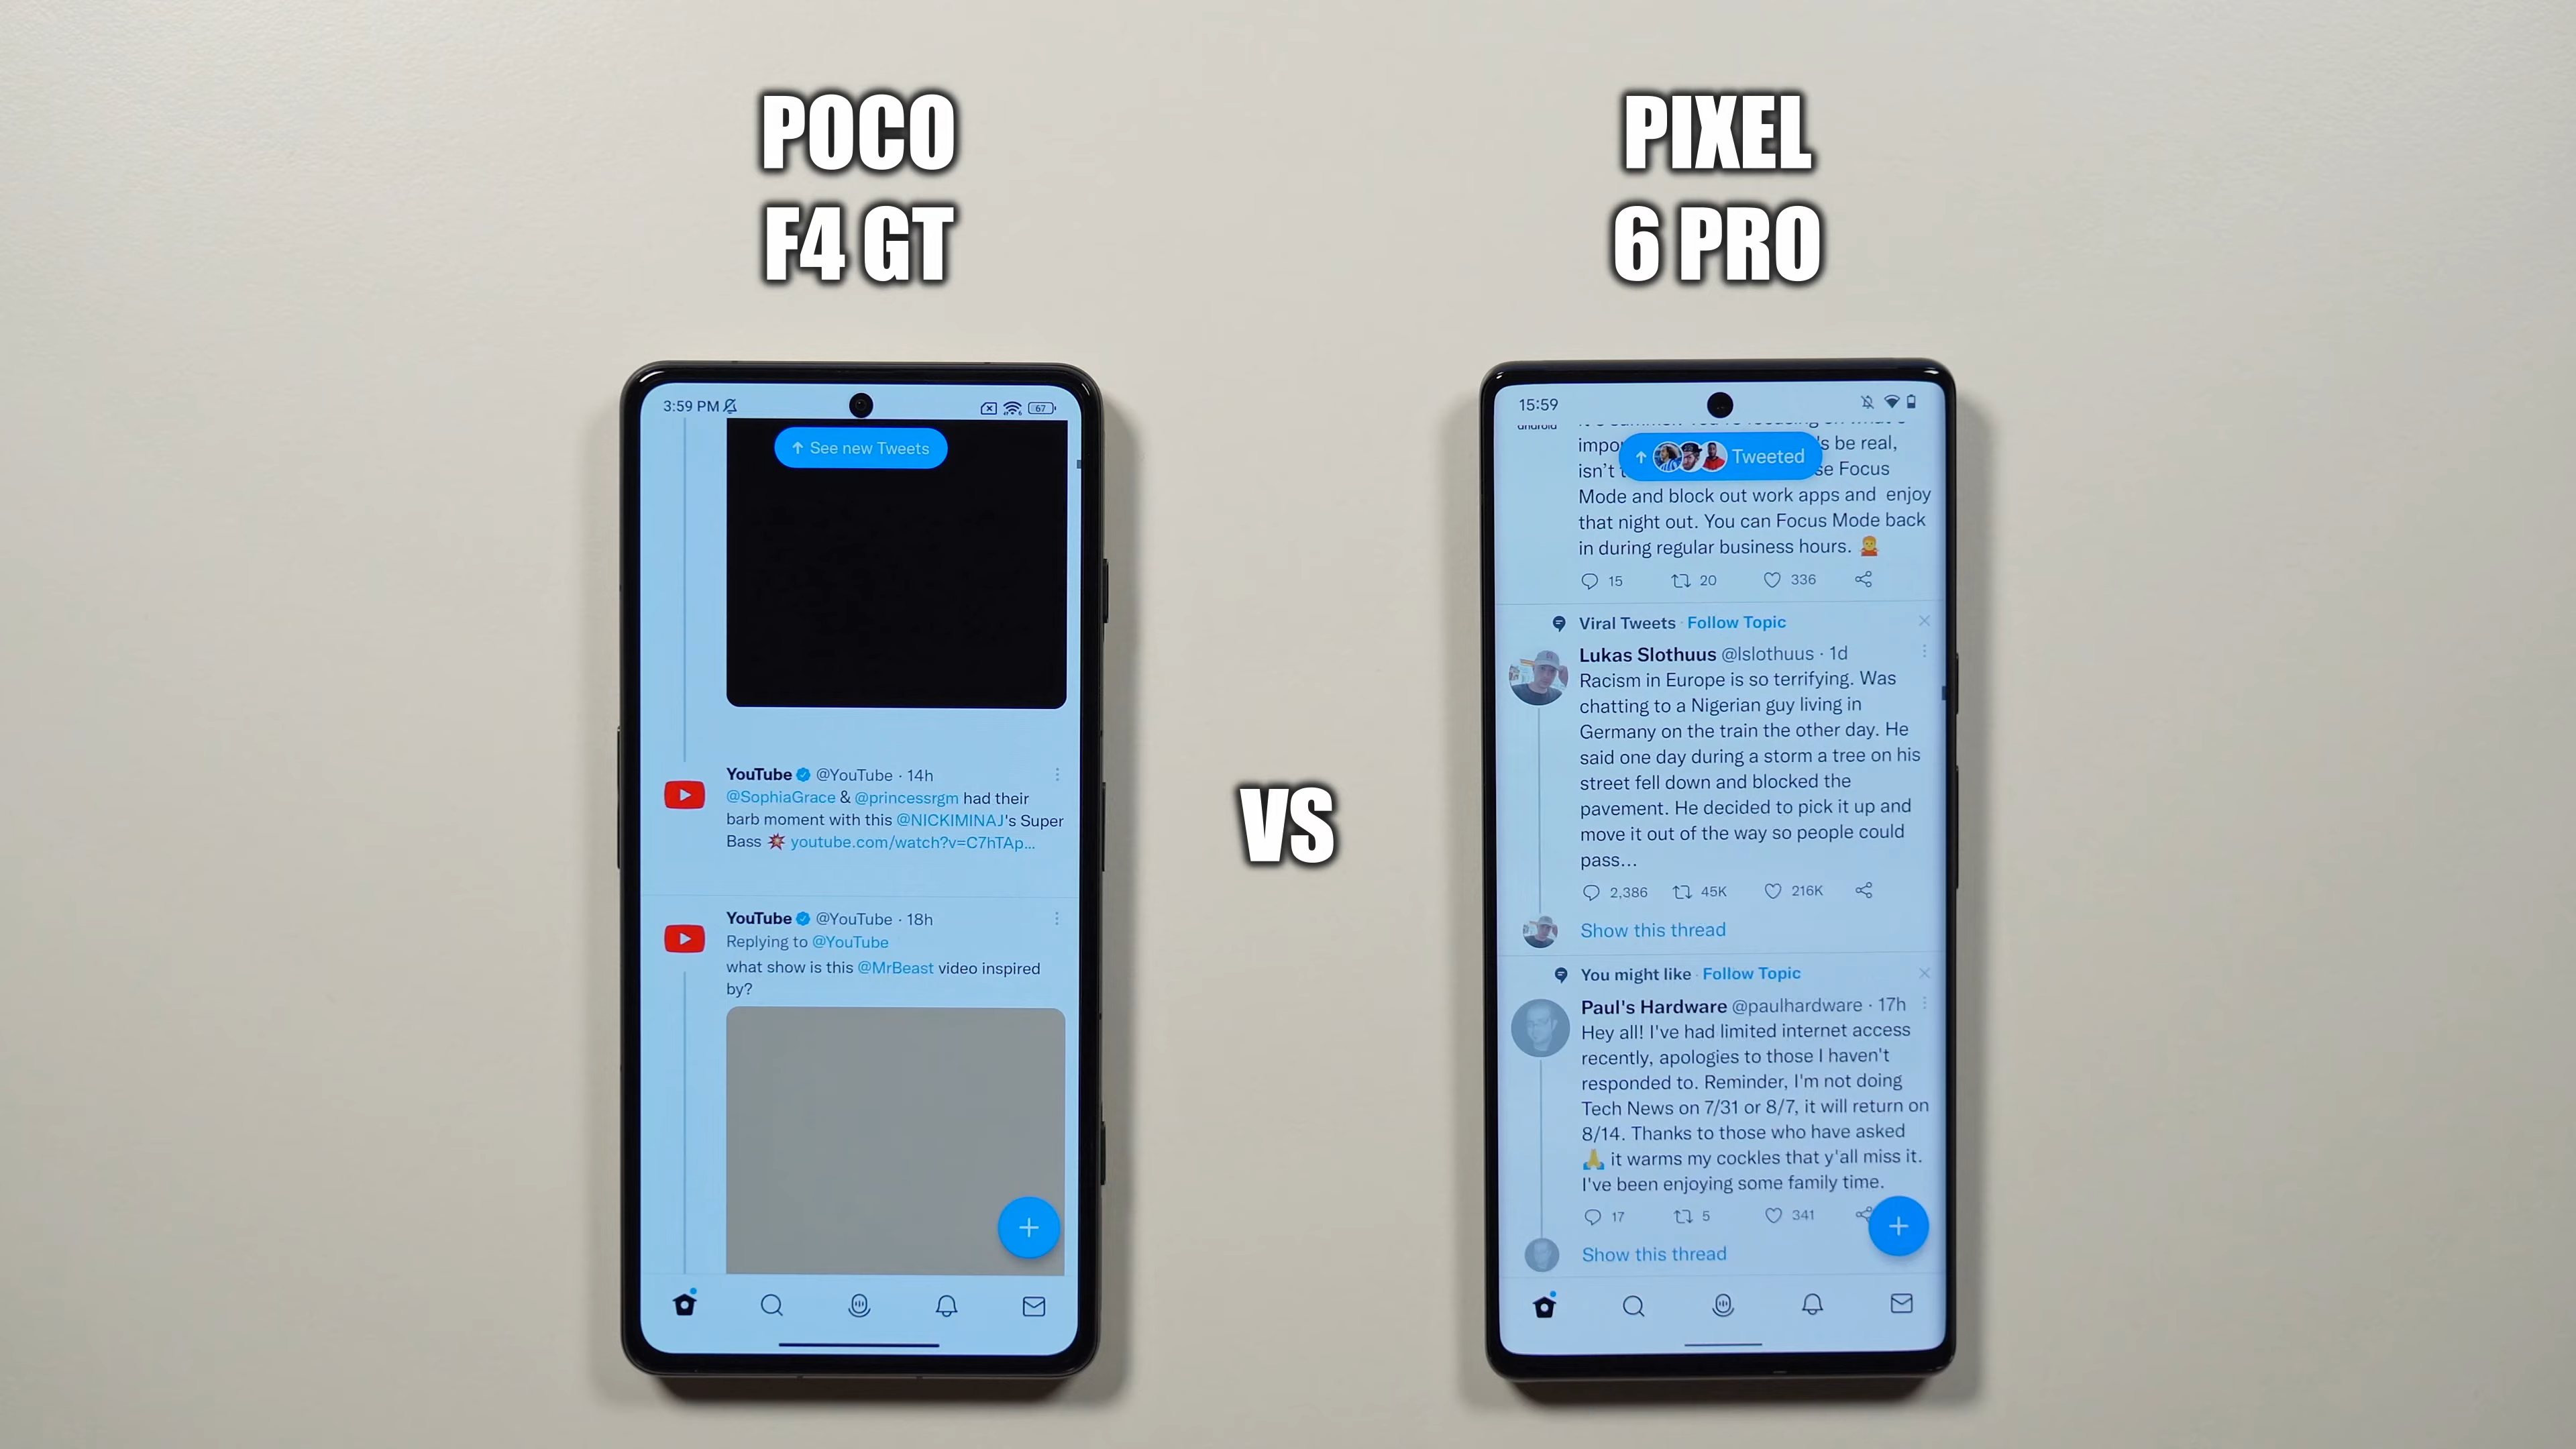 POCO
F4 GT
PIXEL
6 PRO
VS
3:59 PM
67
See new Tweets
YouTube @YouTube · 14h
@SophiaGrace & @princessrgm had their
barb moment with this @NICKIMINAJ's Super
Bass 💥 youtube.com/watch?v=C7hTAp…
YouTube @YouTube · 18h
Replying to @YouTube
what show is this @MrBeast video inspired
by?
15:59
android
Tweeted
's be real,
isn't
se Focus
Mode and block out work apps and enjoy
that night out. You can Focus Mode back
in during regular business hours. 🤷
15 20 336
Viral Tweets · Follow Topic
Lukas Slothuus @lslothuus · 1d
Racism in Europe is so terrifying. Was
chatting to a Nigerian guy living in
Germany on the train the other day. He
said one day during a storm a tree on his
street fell down and blocked the
pavement. He decided to pick it up and
move it out of the way so people could
pass…
2,386 45K 216K
Show this thread
You might like · Follow Topic
Paul's Hardware @paulhardware · 17h
Hey all! I've had limited internet access
recently, apologies to those I haven't
responded to. Reminder, I'm not doing
Tech News on 7/31 or 8/7, it will return on
8/14. Thanks to those who have asked
🙏 it warms my cockles that y'all miss it.
I've been enjoying some family time.
17 5 341
Show this thread